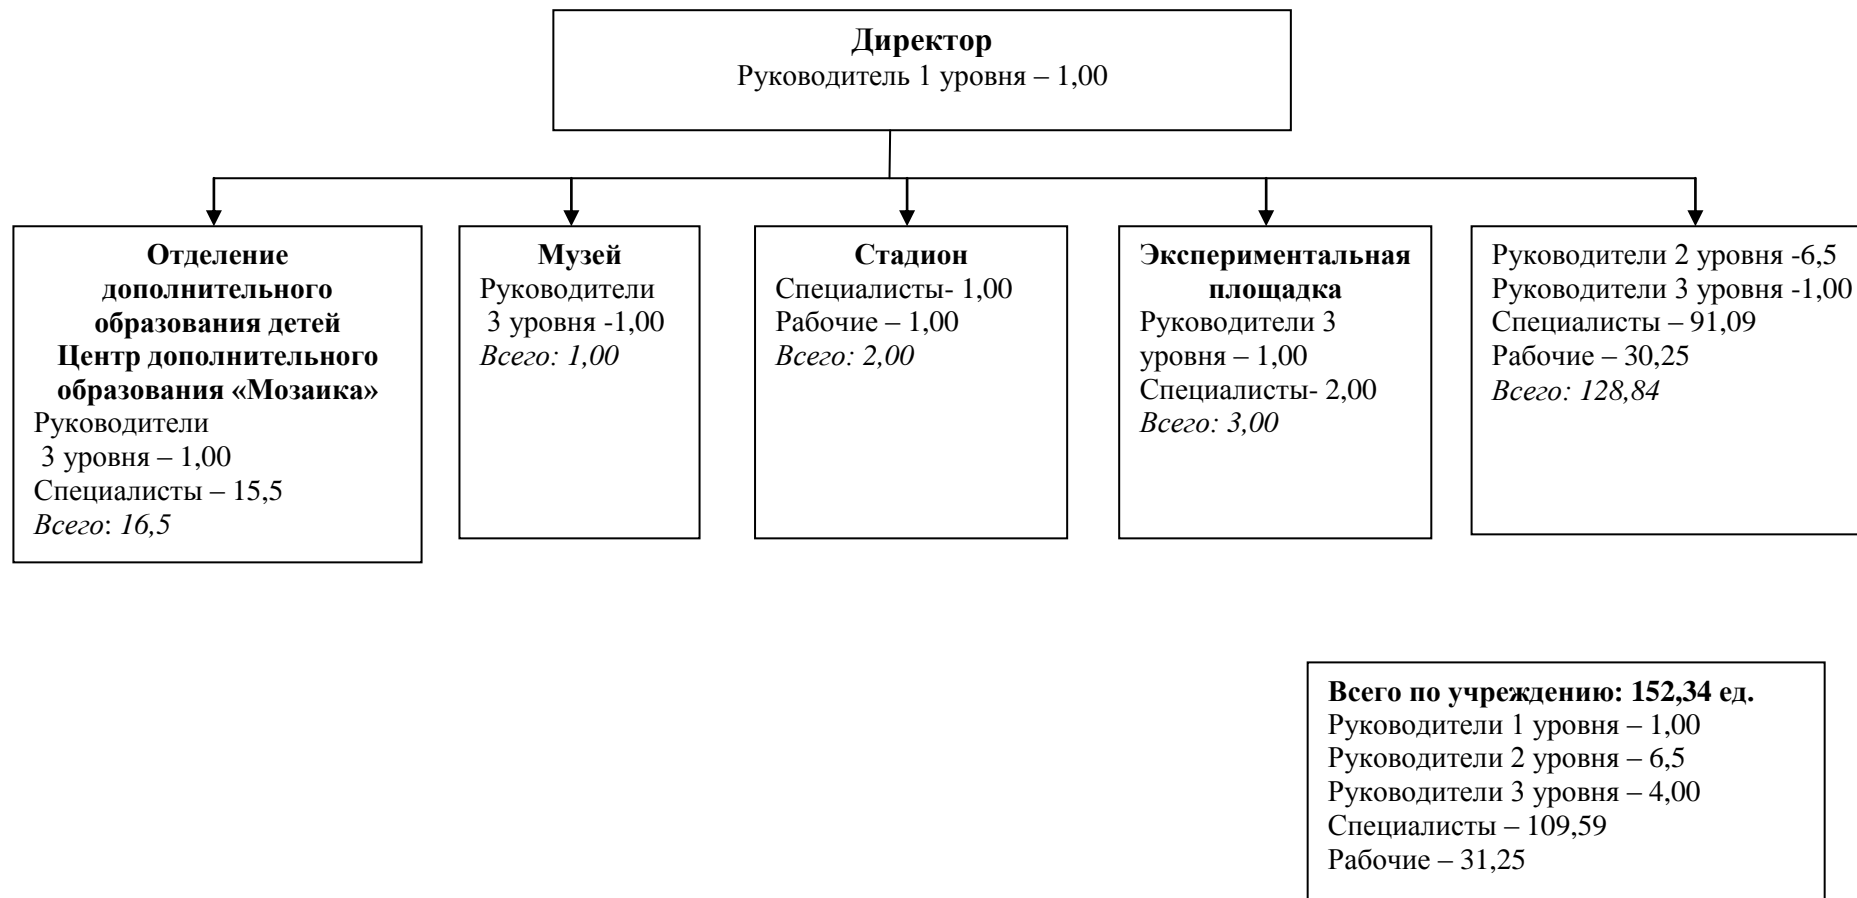 Директор
Руководитель 1 уровня – 1,00
Отделение
дополнительного
образования детей
Центр дополнительного
образования «Мозаика»
Руководители
3 уровня – 1,00
Специалисты – 15,5
Всего: 16,5
Музей
Руководители
3 уровня -1,00
Всего: 1,00
Стадион
Специалисты- 1,00
Рабочие – 1,00
Всего: 2,00
Экспериментальная
площадка
Руководители 3
уровня – 1,00
Специалисты- 2,00
Всего: 3,00
Руководители 2 уровня -6,5
Руководители 3 уровня -1,00
Специалисты – 91,09
Рабочие – 30,25
Всего: 128,84
Всего по учреждению: 152,34 ед.
Руководители 1 уровня – 1,00
Руководители 2 уровня – 6,5
Руководители 3 уровня – 4,00
Специалисты – 109,59
Рабочие – 31,25